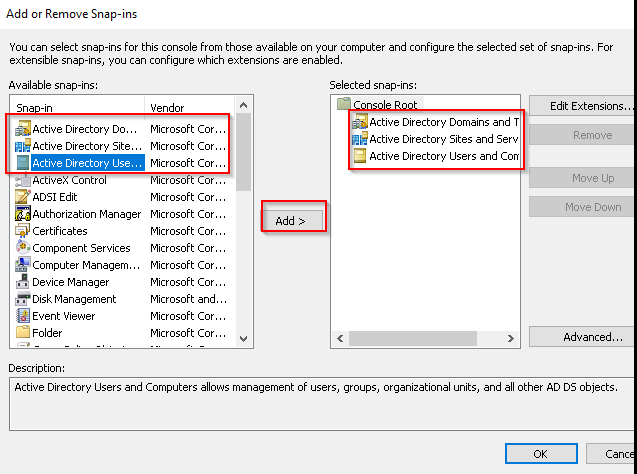 Add or Remove Snap-ins
You can select snap-ins for this console from those available on your computer and configure the selected set of snap-ins. For
extensible snap-ins, you can configure which extensions are enabled.
Available snap-ins:
Snap-in Vendor
Active Directory Do... Microsoft Cor...
Active Directory Site... Microsoft Cor...
Active Directory Use... Microsoft Cor...
ActiveX Control Microsoft Cor...
ADSI Edit Microsoft Cor...
Authorization Manager Microsoft Cor...
Certificates Microsoft Cor...
Component Services Microsoft Cor...
Computer Managem... Microsoft Cor...
Device Manager Microsoft Cor...
Disk Management Microsoft and...
Event Viewer Microsoft Cor...
Folder Microsoft Cor...
Add >
Selected snap-ins:
Console Root
Active Directory Domains and T
Active Directory Sites and Serv
Active Directory Users and Com
Edit Extensions...
Remove
Move Up
Move Down
Advanced...
Description:
Active Directory Users and Computers allows management of users, groups, organizational units, and all other AD DS objects.
OK
Cance